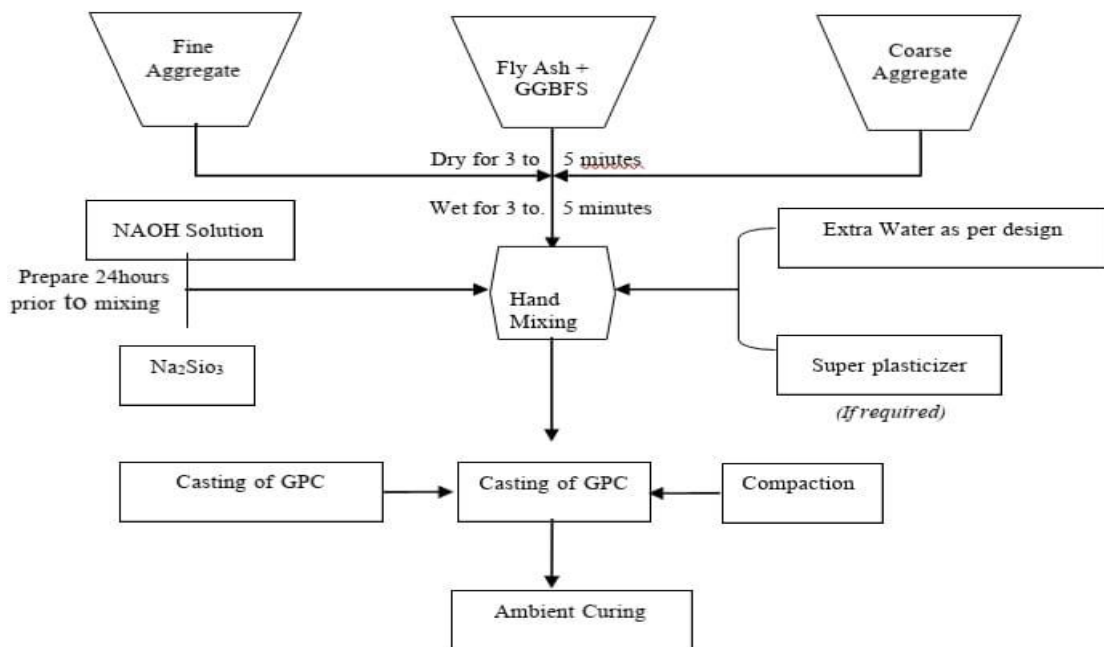 Fine
Aggregate
Fly Ash +
GGBFS
Coarse
Aggregate
Dry for 3 to 5 miutes
Wet for 3 to. 5 minutes
NAOH Solution
Extra Water as per design
Prepare 24hours
prior to mixing
Hand
Mixing
Na₂Sio₃
Super plasticizer
(If required)
Casting of GPC
Casting of GPC
Compaction
Ambient Curing